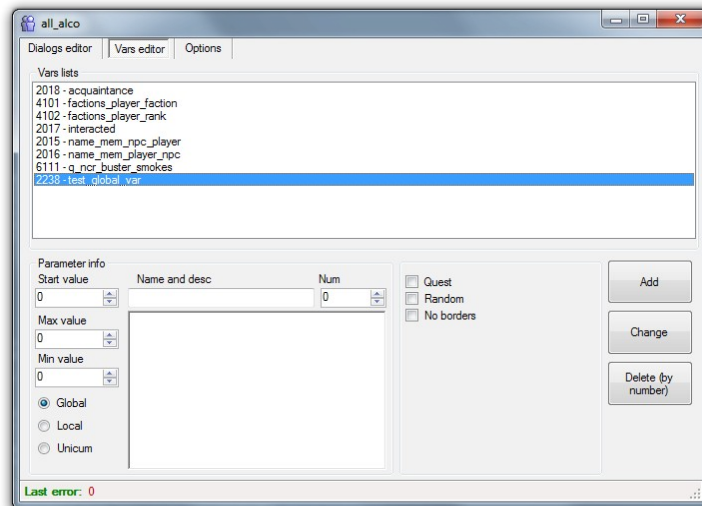 all_alco
Dialogs editor Vars editor Options
Vars lists
2018 - acquaintance
4101 - factions_player_faction
4102 - factions_player_rank
2017 - interacted
2015 - name_mem_npc_player
2016 - name_mem_player_npc
6111 - q_ncr_buster_smokes
2238 - test_global_var
Parameter info
Start value Name and desc Num
0 0
Max value
0
Min value
0
Global
Local
Unicum
Quest
Random
No borders
Add
Change
Delete (by
number)
Last error: 0